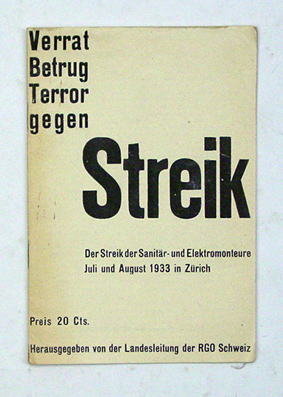 Verrat
Betrug
Terror
gegen
Streik
Der Streik der Sanitär- und Elektromonteure
Juli und August 1933 in Zürich
Preis 20 Cts.
Herausgegeben von der Landesleitung der RGO Schweiz